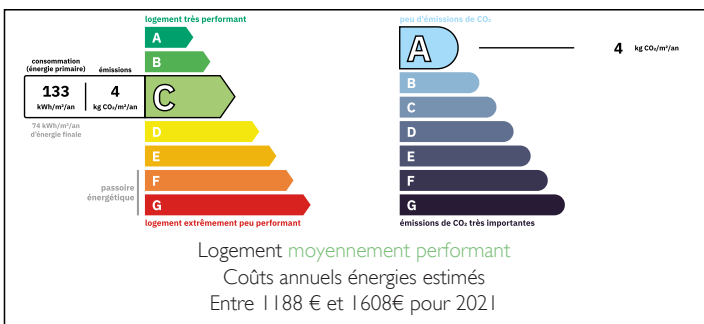 logement très performant
A
B
consommation
(énergie primaire)
émissions
133
kWh/m²/an
4
kg CO₂/m²/an
C
74 kWh/m²/an
d'énergie finale
D
E
F
G
passoire
énergétique
logement extrêmement peu performant
peu d'émissions de CO₂
A
4 kg CO₂/m²/an
B
C
D
E
F
G
émissions de CO₂ très importantes
Logement moyennement performant
Coûts annuels énergies estimés
Entre 1188 € et 1608€ pour 2021